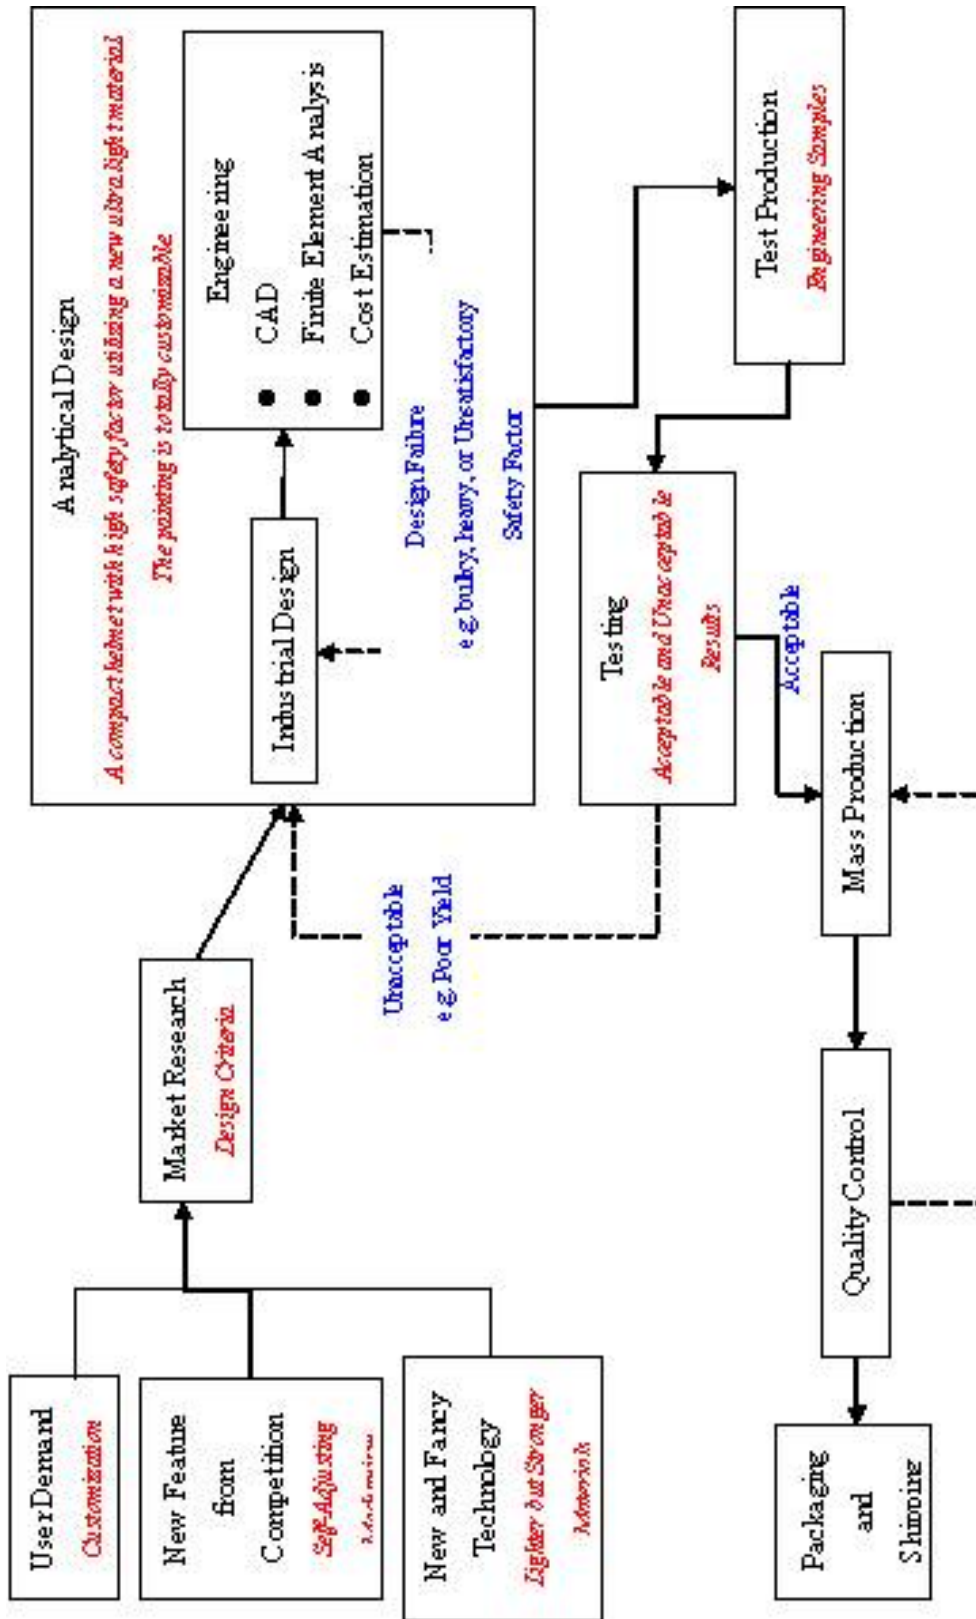 User Demand
Customization
New Feature
from
Competition
Self-Adjusting
New and Fancy
Technology
Lighter but Stronger
Materials
Market Research
Design Criteria
Analytical Design
A compact helmet with high safety factor utilizing a new ultra light material.
The painting is totally customizable.
Industrial Design
Engineering
● CAD
● Finite Element Analysis
● Cost Estimation
Design Failure
e.g. bulky, heavy, or Unsatisfactory
Safety Factor
Unacceptable
e.g. Poor Yield
Testing
Acceptable and Unacceptable
Results
Test Production
Engineering Samples
Acceptable
Packaging
and
Shipping
Quality Control
Mass Production